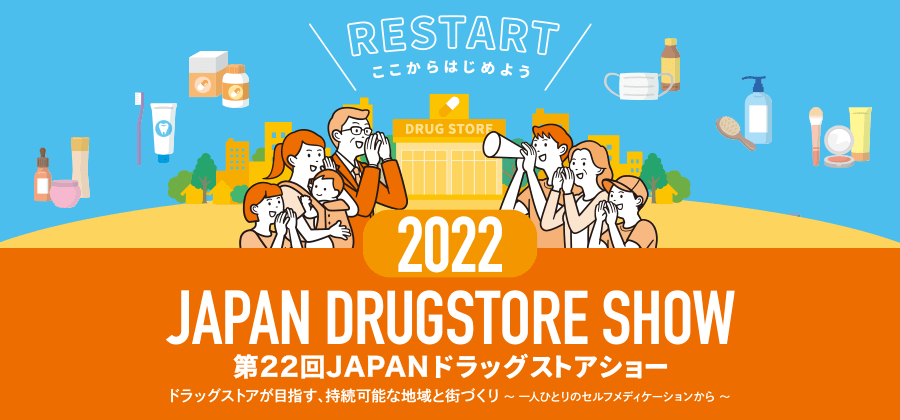 RESTART
ここからはじめよう
DRUG STORE
2022
JAPAN DRUGSTORE SHOW
第22回JAPANドラッグストアショー
ドラッグストアが目指す、持続可能な地域と街づくり ～ 一人ひとりのセルフメディケーションから ～